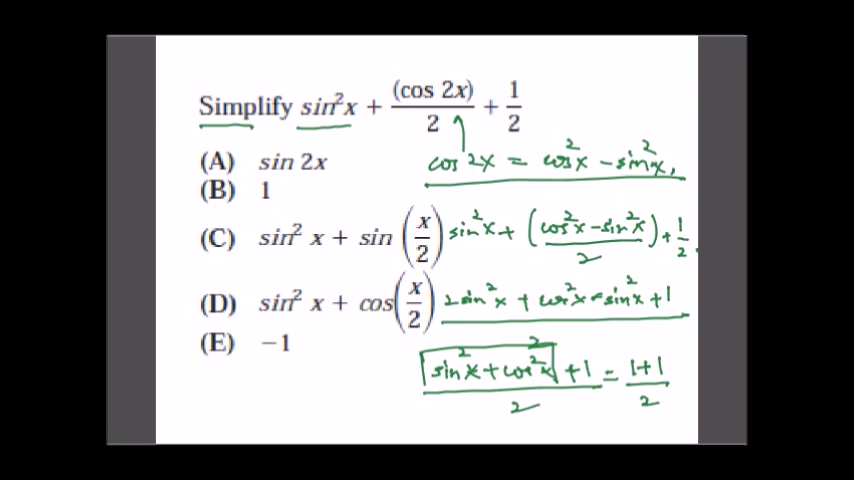 Simplify sin²x + (cos 2x)/2 + 1/2
(A) sin 2x
cos 2x = cos²x - sin²x,
(B) 1
(C) sin² x + sin (x/2)
sin²x + (cos²x - sin²x)/2 + 1/2.
(D) sin² x + cos(x/2)
2sin²x + cos²x - sin²x + 1
2
(E) -1
sin²x + cos²x + 1 / 2 = 1+1 / 2